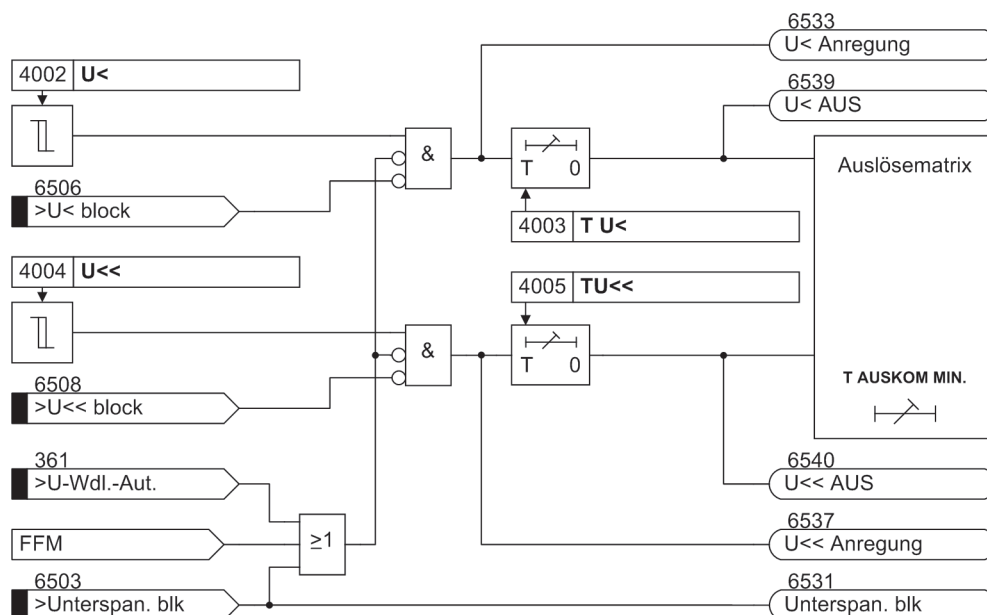 6533
U< Anregung
4002 U<
6539
U< AUS
&
T 0
Auslösematrix
6506
>U< block
4003 T U<
4004 U<<
4005 TU<<
&
T 0
T AUSKOM MIN.
6508
>U<< block
361
>U-Wdl.-Aut.
6540
U<< AUS
FFM
≥1
6537
U<< Anregung
6503
>Unterspan. blk
6531
Unterspan. blk